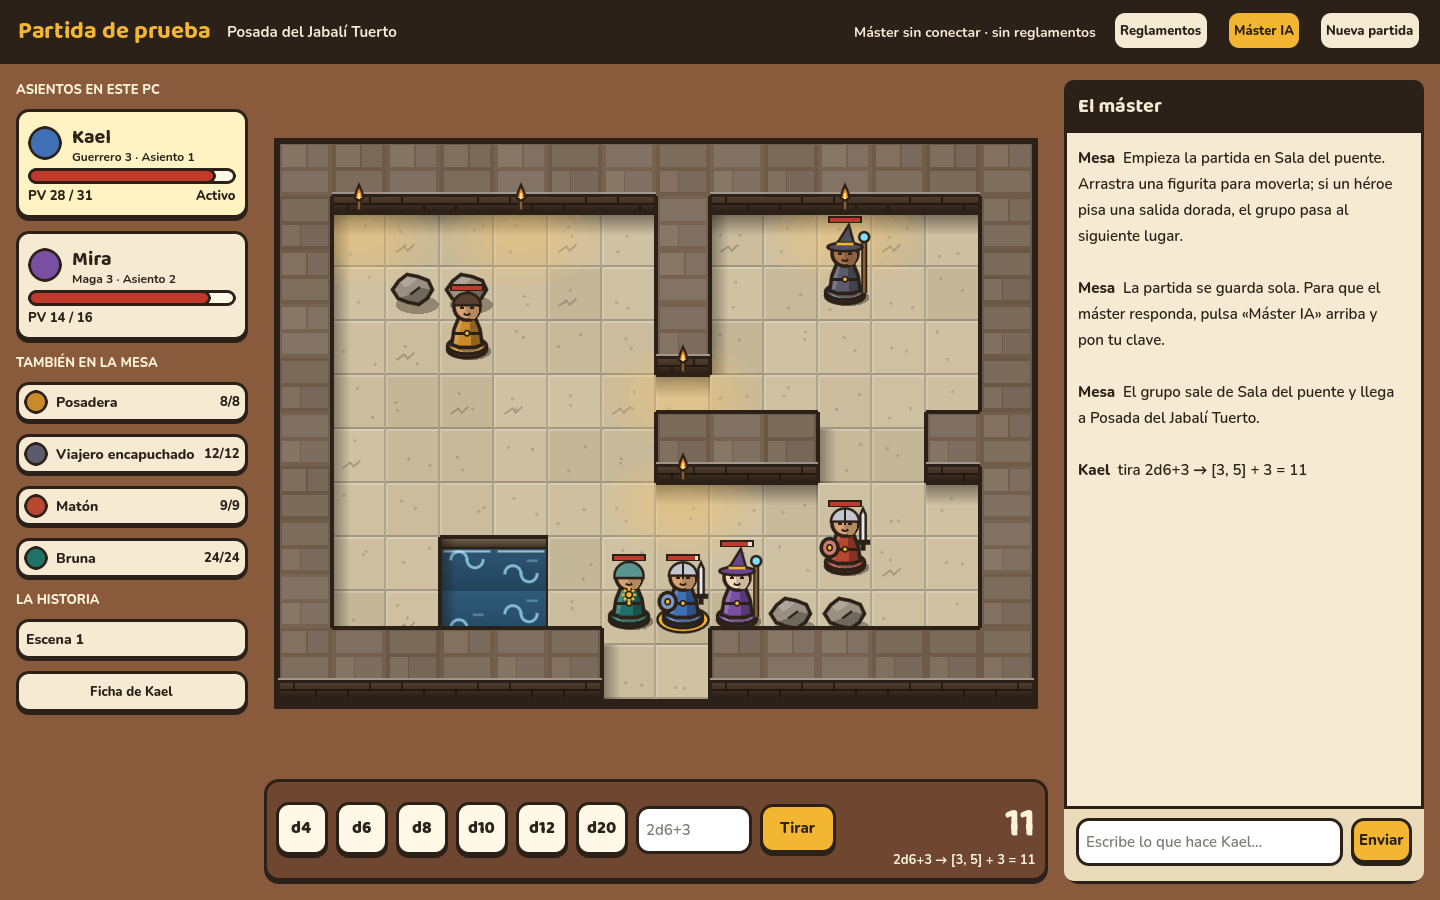 Partida de prueba
Posada del Jabalí Tuerto
Máster sin conectar · sin reglamentos
Reglamentos
Máster IA
Nueva partida
ASIENTOS EN ESTE PC
Kael
Guerrero 3 · Asiento 1
PV 28 / 31
Activo
Mira
Maga 3 · Asiento 2
PV 14 / 16
TAMBIÉN EN LA MESA
Posadera 8/8
Viajero encapuchado 12/12
Matón 9/9
Bruna 24/24
LA HISTORIA
Escena 1
Ficha de Kael
d4
d6
d8
d10
d12
d20
2d6+3
Tirar
11
2d6+3 → [3, 5] + 3 = 11
El máster
Mesa Empieza la partida en Sala del puente.
Arrastra una figurita para moverla; si un héroe
pisa una salida dorada, el grupo pasa al
siguiente lugar.
Mesa La partida se guarda sola. Para que el
máster responda, pulsa «Máster IA» arriba y
pon tu clave.
Mesa El grupo sale de Sala del puente y llega
a Posada del Jabalí Tuerto.
Kael tira 2d6+3 → [3, 5] + 3 = 11
Escribe lo que hace Kael...
Enviar